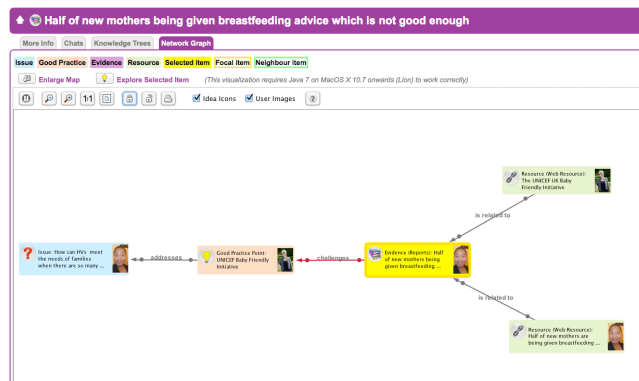 Half of new mothers being given breastfeeding advice which is not good enough
More Info Chats Knowledge Trees Network Graph
Issue Good Practice Evidence Resource Selected Item Focal item Neighbour item
Enlarge Map Explore Selected Item (This visualization requires Java 7 on MacOS X 10.7 onwards (Lion) to work correctly)
1:1 Idea Icons User Images ?
Resource (Web Resource):
The UNICEF UK Baby
Friendly Initiative
is related to
Issue: How can HVs meet
the needs of families
when there are so many ...
addresses
Good Practice Point:
UNICEF Baby Friendly
Initiative
challenges
Evidence (Reports): Half
of new mothers being
given breastfeeding ...
is related to
Resource (Web Resource):
Half of new mothers are
being given breastfeeding ...